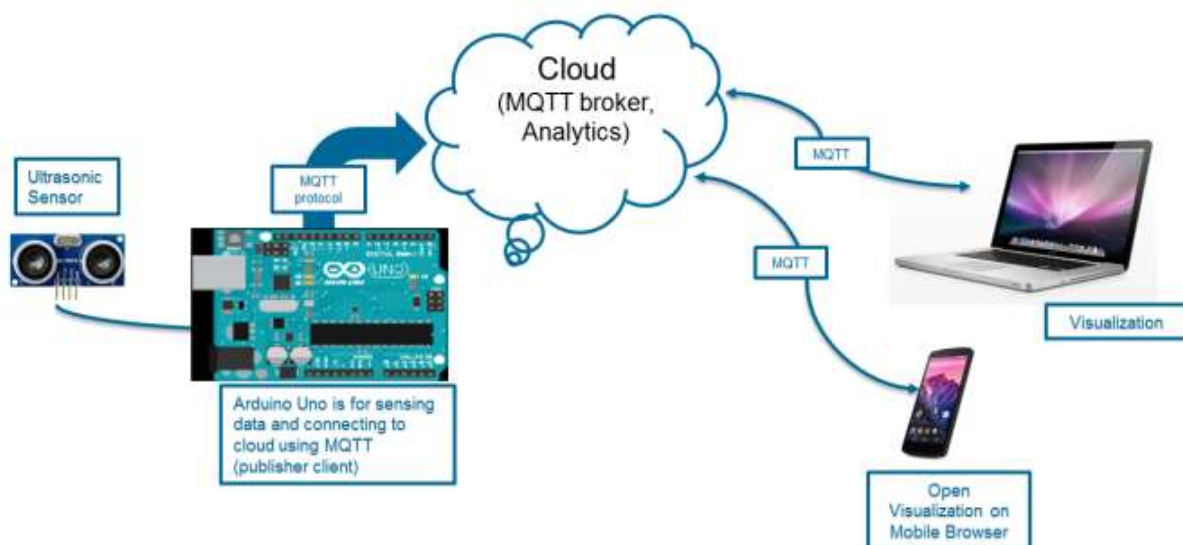 Cloud
(MQTT broker,
Analytics)
MQTT
Ultrasonic
Sensor
MQTT
protocol
UNO
MQTT
Visualization
Arduino Uno is for sensing
data and connecting to
cloud using MQTT
(publisher client)
Open
Visualization on
Mobile Browser